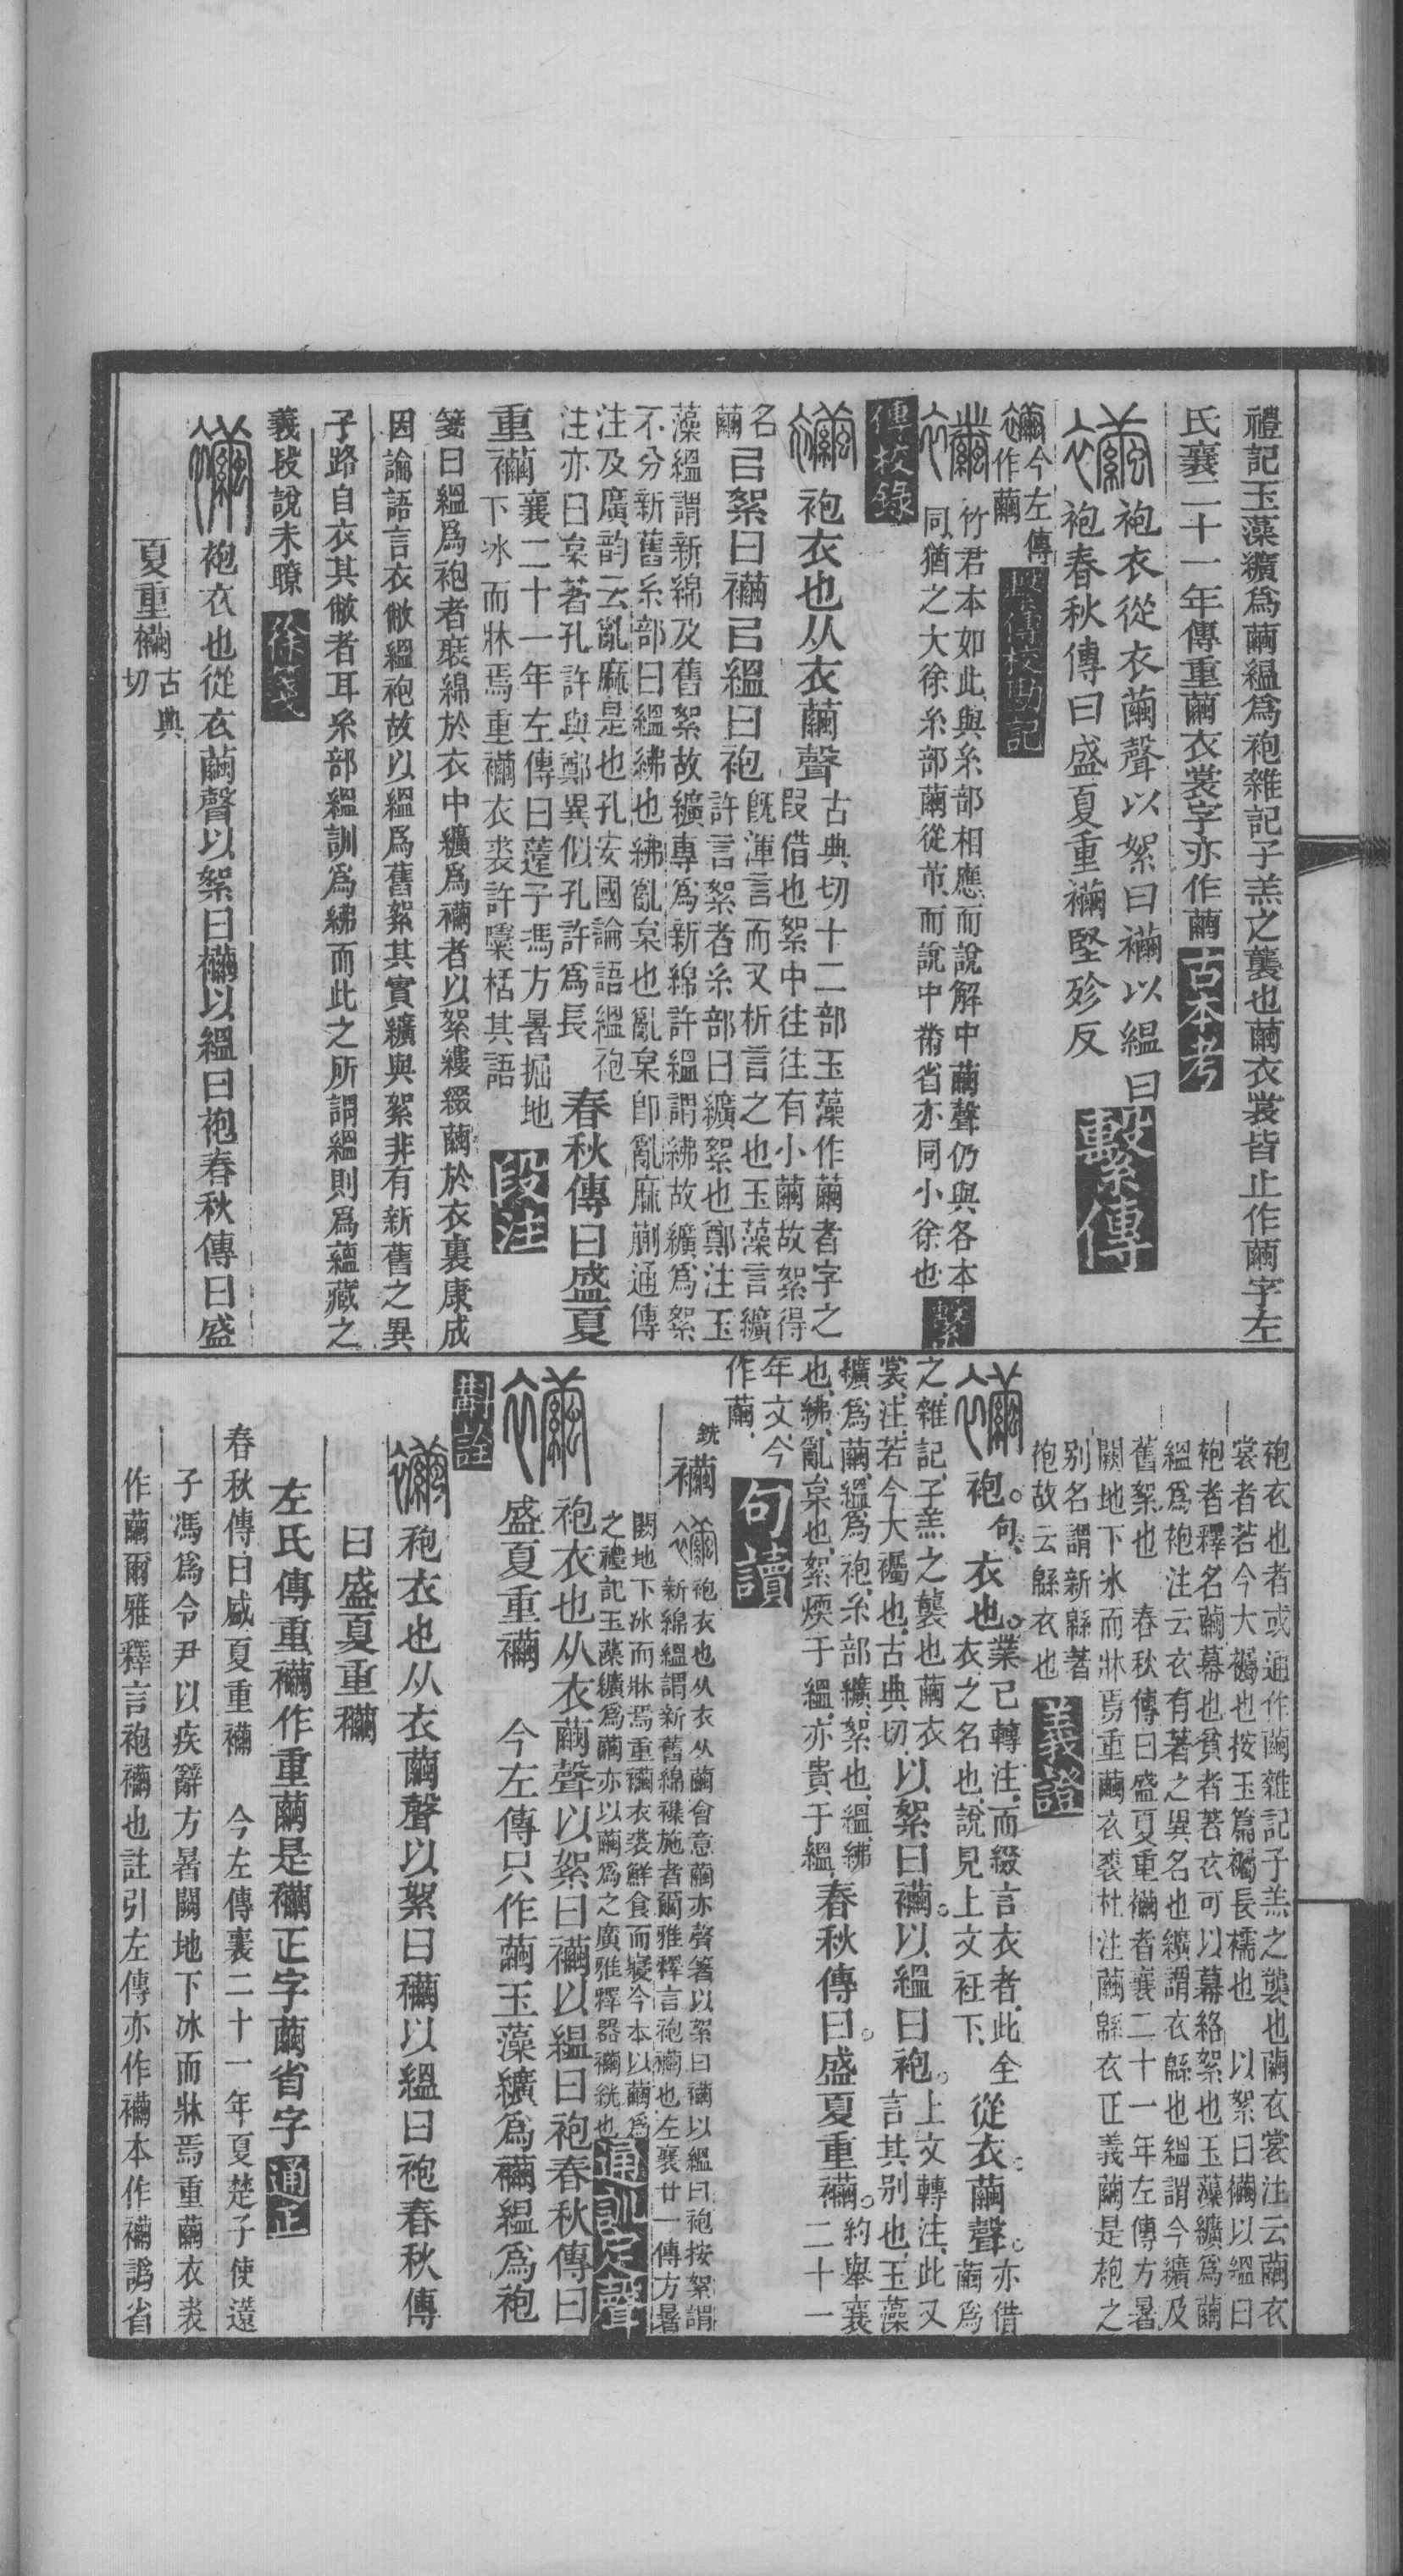 禮記玉藻纊爲繭縕爲袍雜記子羔之襲也繭衣裳皆止作繭字左
氏襄二十一年傳重繭衣裳字亦作繭 古本考
袍衣從衣繭聲以絮曰襺以縕曰
袍春秋傳曰盛夏重襺堅殄反 繫傳
襺今左傳
作繭 繫傳校勘記
竹君本如此與糸部相應而說解中繭聲仍與各本
同猶之大徐糸部繭從芇而說中黹省亦同小徐也 繫
傳校錄
襺 袍衣也从衣繭聲
古典切十二部玉藻作繭者字之
叚借也絮中往往有小繭故絮得
名
繭
㠯絮曰襺㠯縕曰袍
旣渾言而又析言之也玉藻言纊
許言絮者糸部曰纊絮也鄭注玉
藻縕謂新綿及舊絮故纊專爲新綿許縕謂紼故纊爲絮
不分新舊糸部曰縕紼也紼亂枲也亂枲卽亂麻蒯通傳
注及廣韵云亂麻是也孔安國論語縕袍
注亦曰枲著孔許與鄭異似孔許爲長
春秋傳曰盛夏
重襺
襄二十一年左傳曰薳子馮方暑掘地
下冰而牀焉重襺衣裘許櫽栝其語
段注
箋曰縕爲袍者裝綿於衣中纊爲襺者以絮縷綴繭於衣裏康成
因論語言衣敝縕袍故以縕爲舊絮其實纊與絮非有新舊之異
子路自衣其敝者耳糸部縕訓爲紼而此之所謂縕則爲蘊藏之
義段說未瞭 徐箋
袍衣也從衣繭聲以絮曰襺以縕曰袍春秋傳曰盛
夏重襺
古典
切
袍衣也者或通作繭雜記子羔之襲也繭衣裳注云繭衣
裳者若今大䙱也按玉篇䙱長襦也 以絮曰襺以縕曰
袍者釋名繭幕也貧者著衣可以幕絡絮也玉藻纊爲繭
縕爲袍注云衣有著之異名也纊謂衣緜也縕謂今纊及
舊絮也 春秋傳曰盛夏重襺者襄二十一年左傳方暑
闕地下冰而牀焉重繭衣裘杜注繭緜衣正義繭是袍之
别名謂新緜著
袍故云緜衣也 義證
袍句衣也
業已轉注而綴言衣者此全
衣之名也說見上文衽下
從衣繭聲
亦借
繭爲
之雜記子羔之襲也繭衣
裳注若今大䙱也古典切
以絮曰襺以縕曰袍
上文轉注此又
言其别也玉藻
纊爲繭縕爲袍糸部纊絮也縕紼
也紼亂枲也絮煗于縕亦貴于縕
春秋傳曰盛夏重襺
約舉襄
二十一
年文今
作繭 句讀
銑 襺
袍衣也从衣从繭會意繭亦聲箸以絮曰襺以縕曰袍按絮謂
新綿縕謂新舊綿襍施者爾雅釋言袍襺也左襄廿一傳方暑
闕地下冰而牀焉重襺衣裘鮮食而寢今本以繭爲
之禮記玉藻纊爲繭亦以繭爲之廣雅釋器襺絖也
通訓定聲
袍衣也从衣繭聲以絮曰襺以縕曰袍春秋傳曰
盛夏重襺 今左傳只作繭玉藻纊爲襺縕爲袍
斠詮
袍衣也从衣繭聲以絮曰襺以縕曰袍春秋傳
曰盛夏重襺
左氏傳重襺作重繭是襺正字繭省字 通正
春秋傳曰盛夏重襺 今左傳襄二十一年夏楚子使薳
子馮爲令尹以疾辭方暑闕地下冰而牀焉重繭衣裘
作繭爾雅釋言袍襺也註引左傳亦作襺本作襺譌省